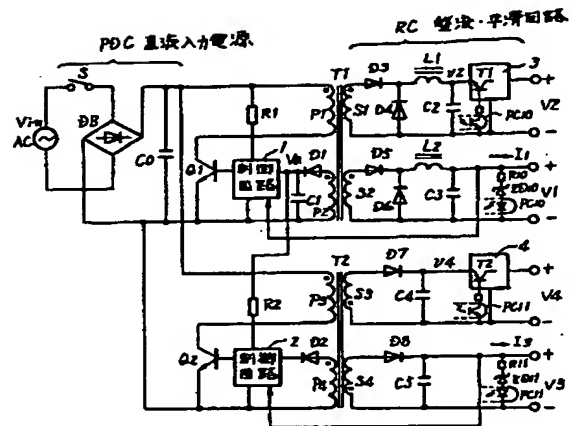 PDC 直流入力電源
RC 整流・平滑回路
S
Vi
AC
DB
C0
R1
Q1
1
制御
回路
Va
D1
C1
T1
P1
P2
S1
S2
D3
D4
L1
V2
C2
T1
3
PC10
+
V2
-
D5
D6
L2
C3
I1
R10
ZD10
PC10
+
V1
-
R2
Q2
2
制御
回路
D2
T2
P3
P4
S3
S4
D7
V4
C4
T2
4
PC11
+
V4
-
D8
C5
I3
R11
ZD11
PC11
+
V3
-